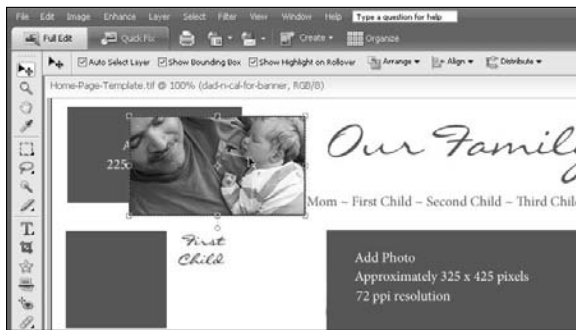 File Edit Image Enhance Layer Select Filter View Window Help Type a question for help
Full Edit Quick Fix Create Organize
Auto Select Layer Show Bounding Box Show Highlight on Rollover Arrange Align Distribute
Home-Page-Template.tif @ 100% (dad-n-cal-for-banner, RGB/8)
A
225
Our Family
Mom ~ First Child ~ Second Child ~ Third Chil
First
Child
Add Photo
Approximately 325 x 425 pixels
72 ppi resolution
T